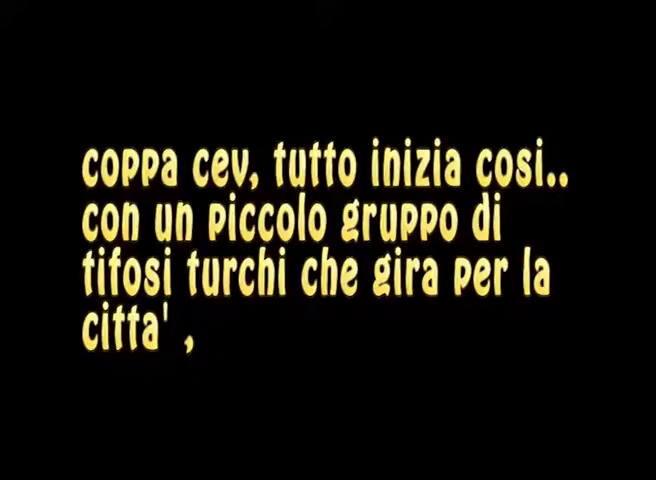 coppa cev, tutto inizia cosi..
con un piccolo gruppo di
tifosi turchi che gira per la
citta' ,